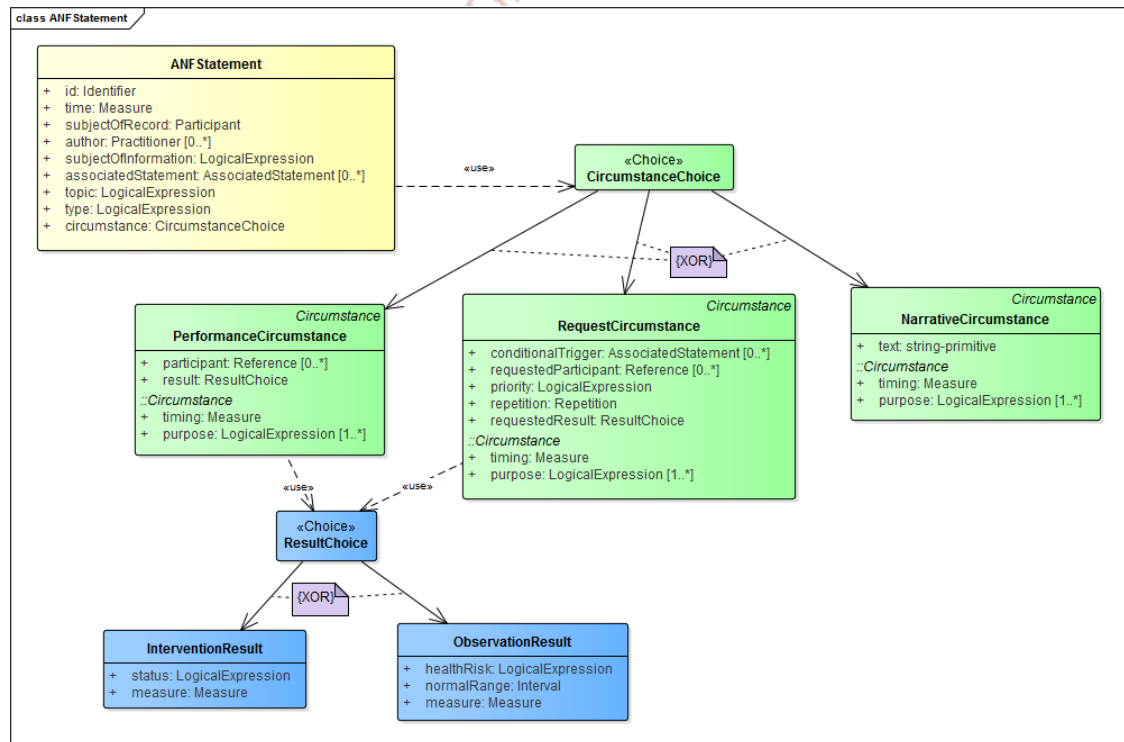 class ANFStatement
ANFStatement
+ id: Identifier
+ time: Measure
+ subjectOfRecord: Participant
+ author: Practitioner [0..*]
+ subjectOfInformation: LogicalExpression
+ associatedStatement: AssociatedStatement [0..*]
+ topic: LogicalExpression
+ type: LogicalExpression
+ circumstance: CircumstanceChoice
«use»
«Choice»
CircumstanceChoice
{XOR}
Circumstance
PerformanceCircumstance
+ participant: Reference [0..*]
+ result: ResultChoice
::Circumstance
+ timing: Measure
+ purpose: LogicalExpression [1..*]
Circumstance
RequestCircumstance
+ conditionalTrigger: AssociatedStatement [0..*]
+ requestedParticipant: Reference [0..*]
+ priority: LogicalExpression
+ repetition: Repetition
+ requestedResult: ResultChoice
::Circumstance
+ timing: Measure
+ purpose: LogicalExpression [1..*]
Circumstance
NarrativeCircumstance
+ text: string-primitive
::Circumstance
+ timing: Measure
+ purpose: LogicalExpression [1..*]
«use»
«use»
«Choice»
ResultChoice
{XOR}
InterventionResult
+ status: LogicalExpression
+ measure: Measure
ObservationResult
+ healthRisk: LogicalExpression
+ normalRange: Interval
+ measure: Measure